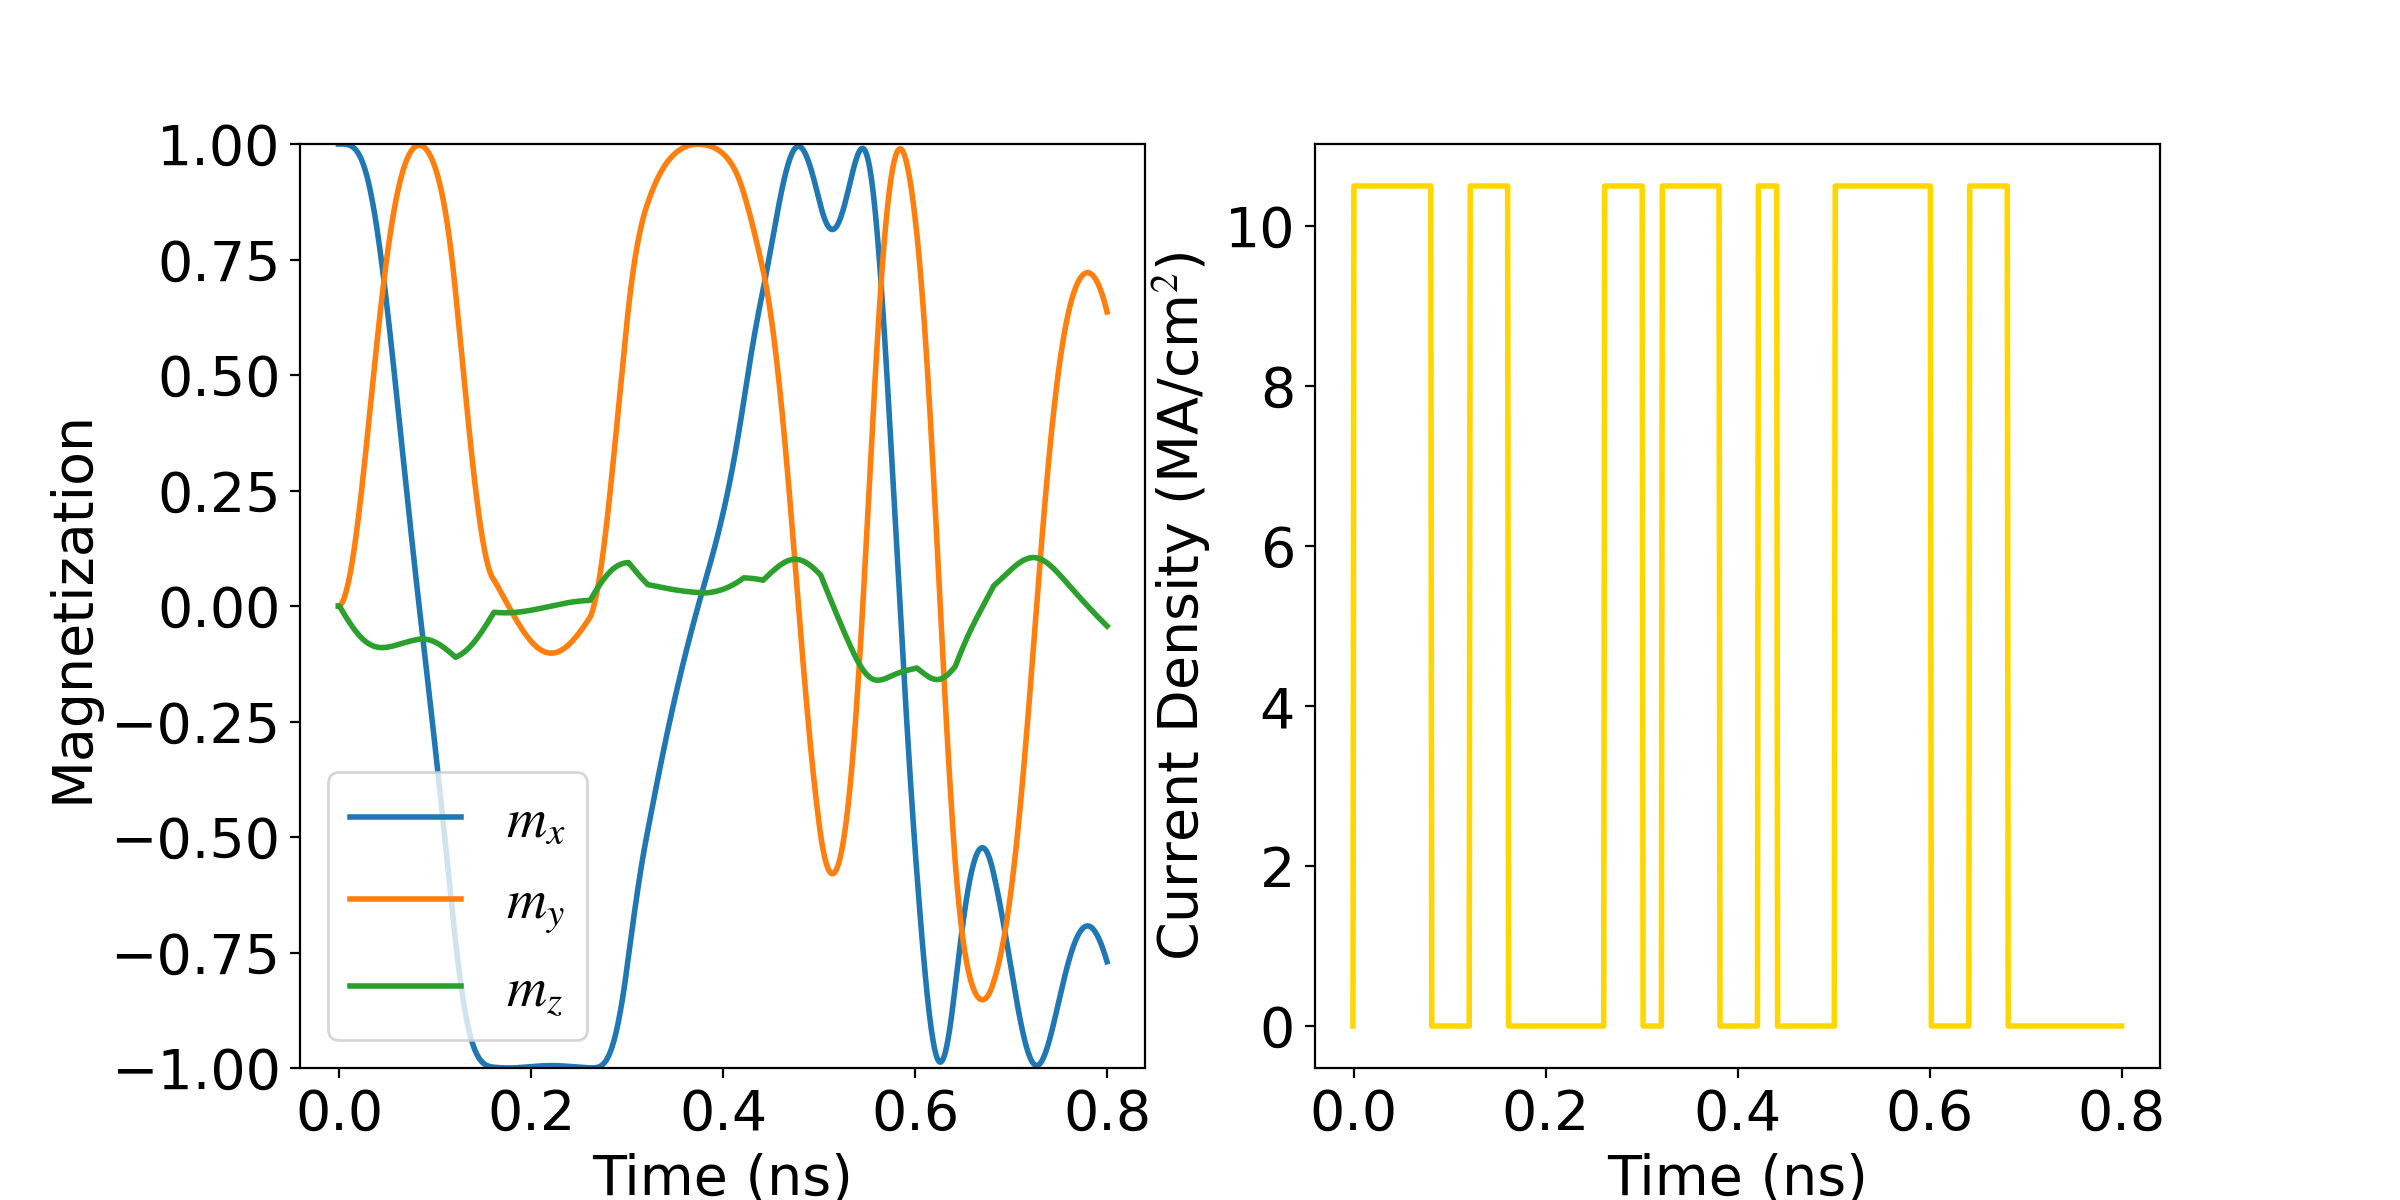 Magnetization
1.00
0.75
0.50
0.25
0.00
−0.25
−0.50
−0.75
−1.00
m_x
m_y
m_z
0.0 0.2 0.4 0.6 0.8
Time (ns)
Current Density (MA/cm²)
10
8
6
4
2
0
0.0 0.2 0.4 0.6 0.8
Time (ns)